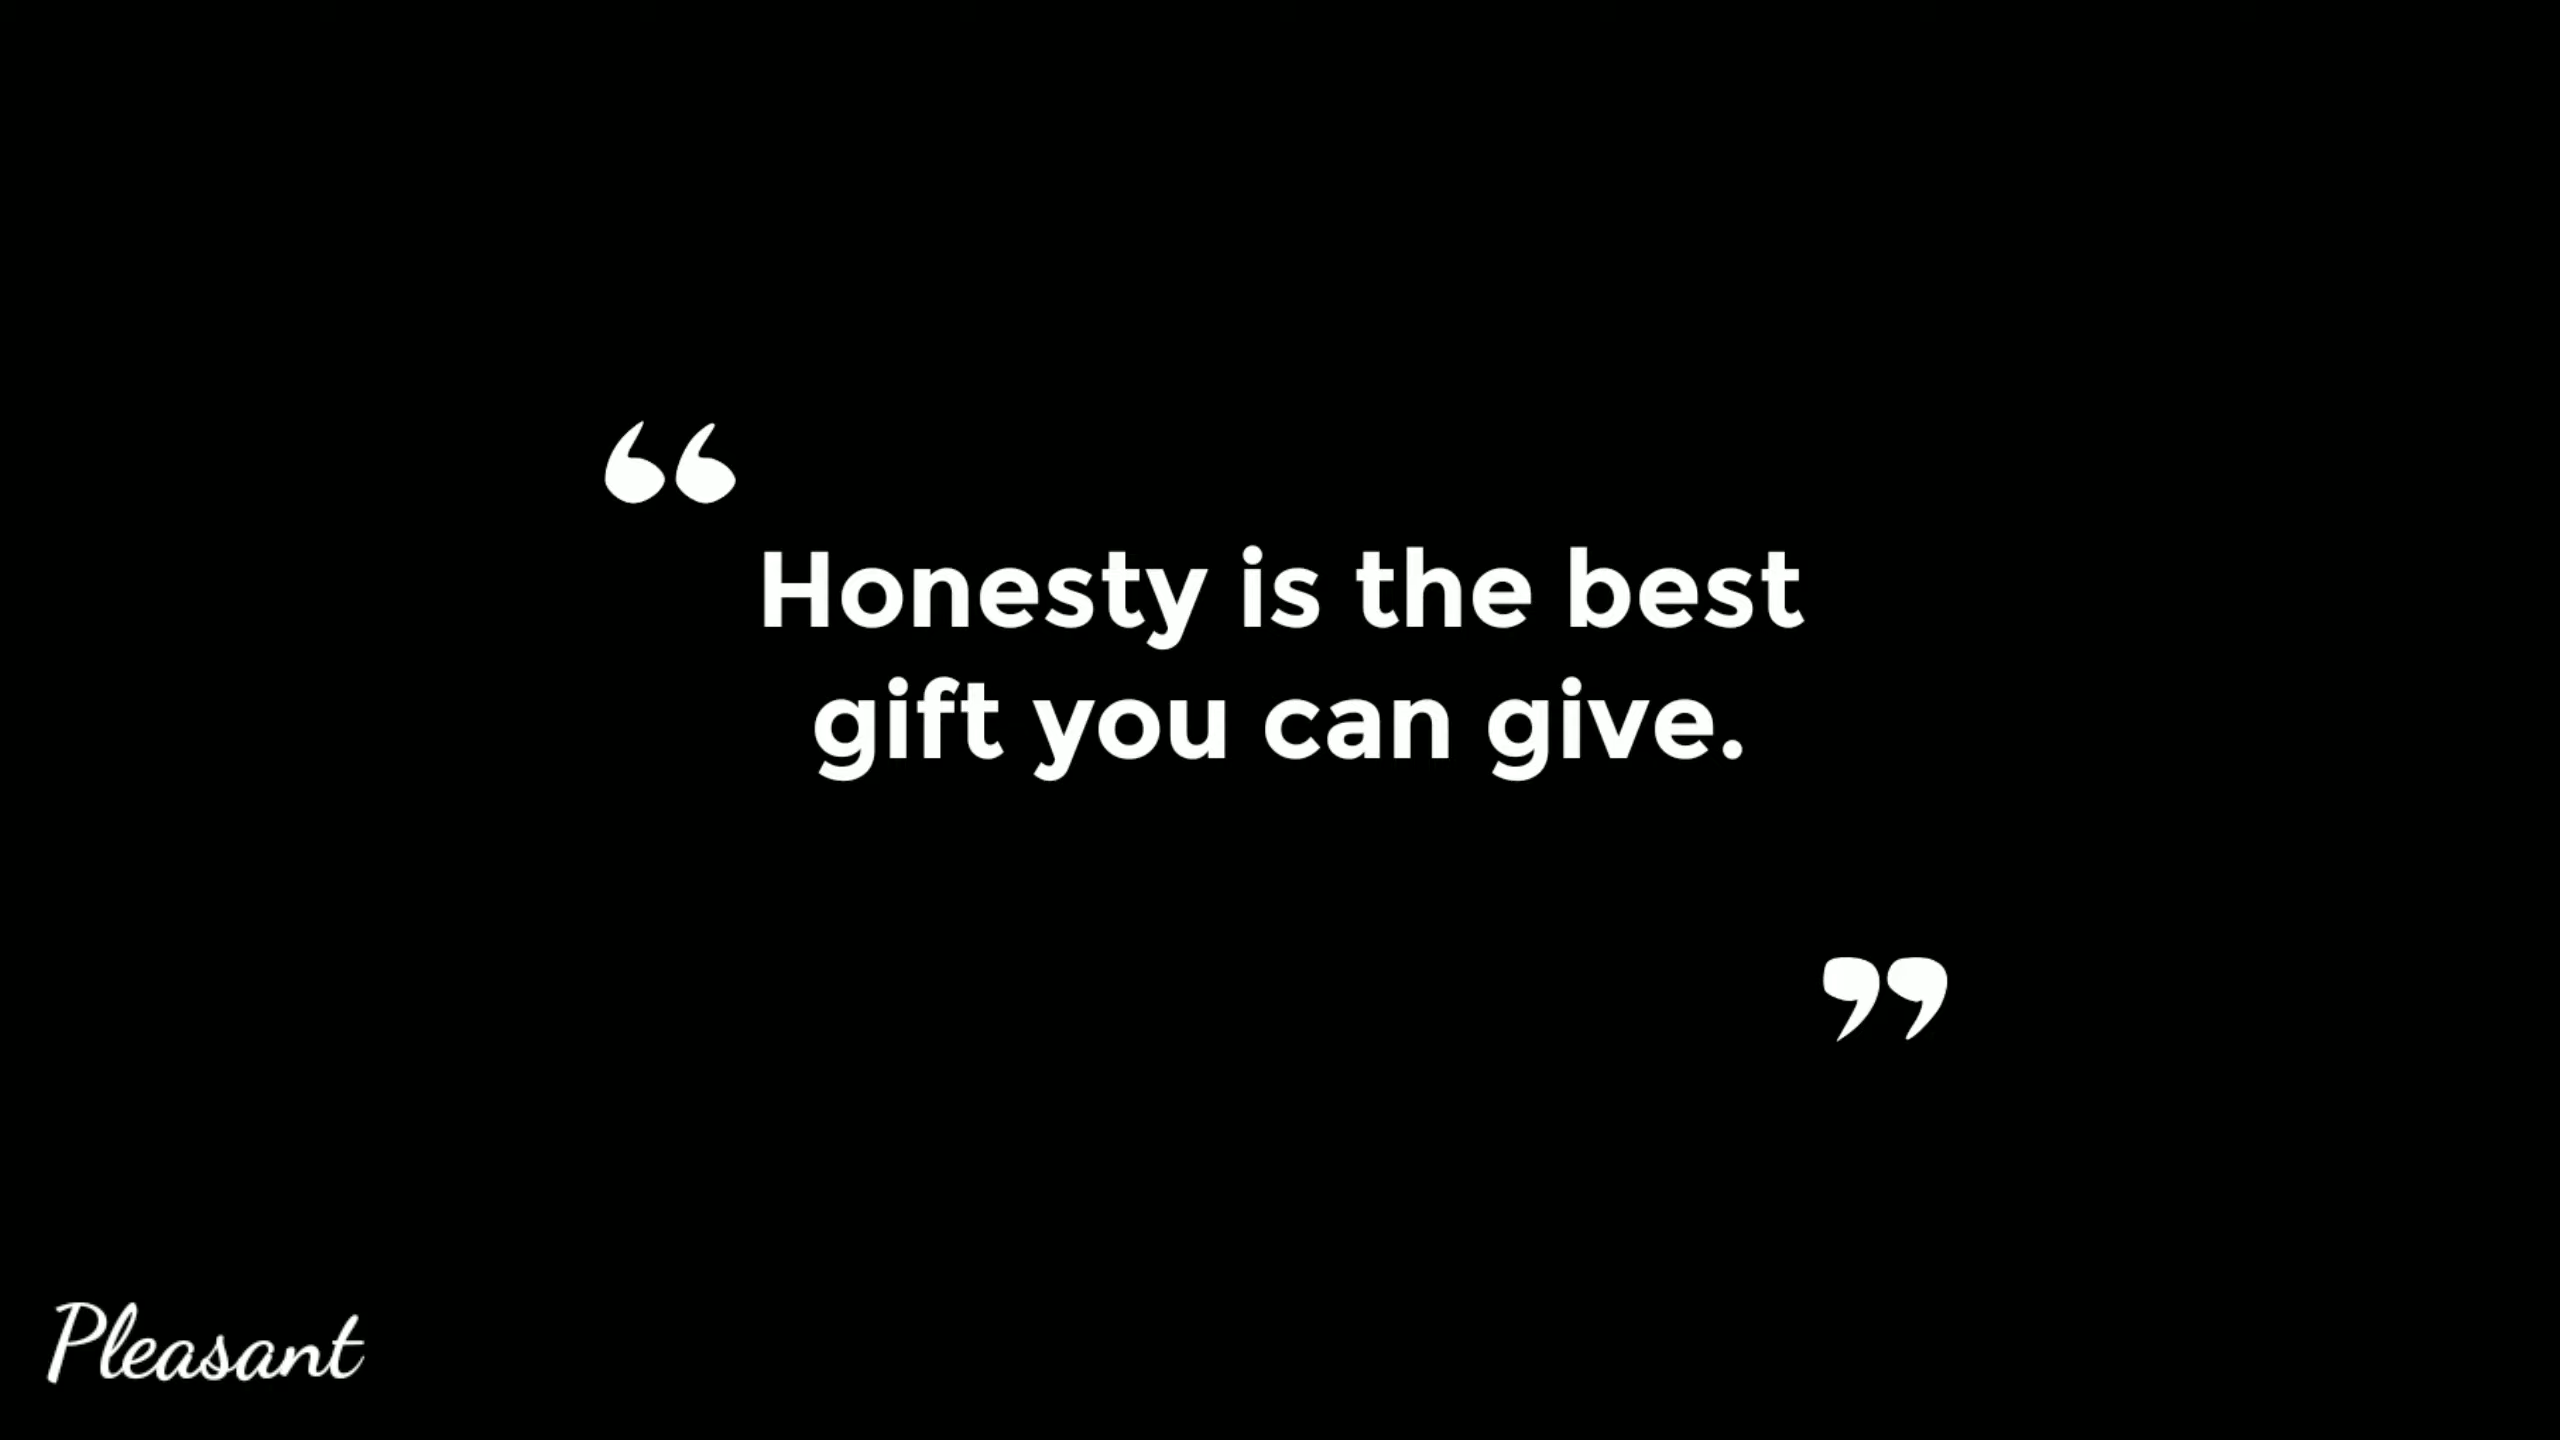 “
Honesty is the best
gift you can give.
”
Pleasant